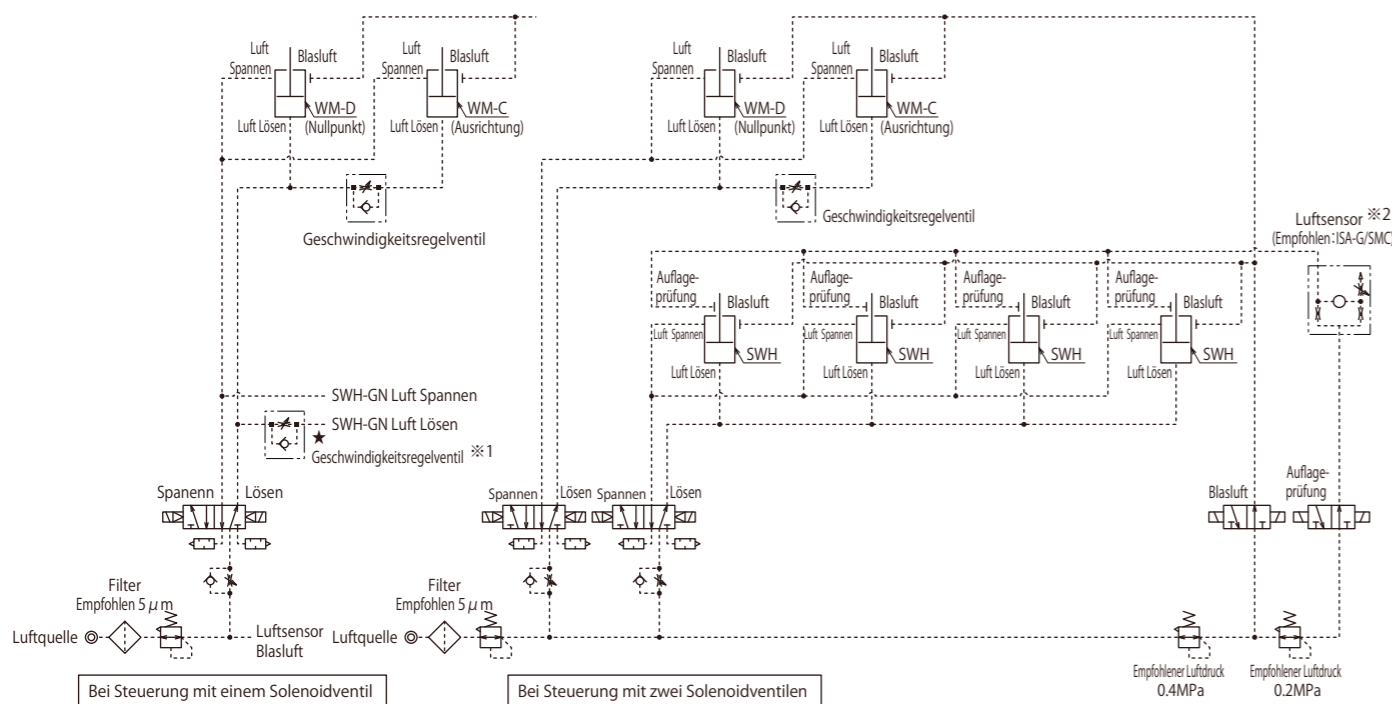 Luft
Spannen
Blasluft
WM-D
(Nullpunkt)
Luft Lösen
Luft
Spannen
Blasluft
WM-C
(Ausrichtung)
Luft Lösen
Geschwindigkeitsregelventil
SWH-GN Luft Spannen
SWH-GN Luft Lösen
★
Geschwindigkeitsregelventil ※1
Spanenn
Lösen
Filter
Empfohlen 5 μm
Luftquelle
Luftsensor
Blasluft
Bei Steuerung mit einem Solenoidventil
Luft
Spannen
Blasluft
WM-D
(Nullpunkt)
Luft Lösen
Luft
Spannen
Blasluft
WM-C
(Ausrichtung)
Luft Lösen
Geschwindigkeitsregelventil
Luftsensor ※2
(Empfohlen:ISA-G/SMC)
Auflage-
prüfung
Blasluft
Luft Spannen
SWH
Luft Lösen
Auflage-
prüfung
Blasluft
Luft Spannen
SWH
Luft Lösen
Auflage-
prüfung
Blasluft
Luft Spannen
SWH
Luft Lösen
Auflage-
prüfung
Blasluft
Luft Spannen
SWH
Luft Lösen
Spannen
Lösen
Spannen
Lösen
Blasluft
Auflage-
prüfung
Filter
Empfohlen 5 μm
Luftquelle
Empfohlener Luftdruck
0.4MPa
Empfohlener Luftdruck
0.2MPa
Bei Steuerung mit zwei Solenoidventilen